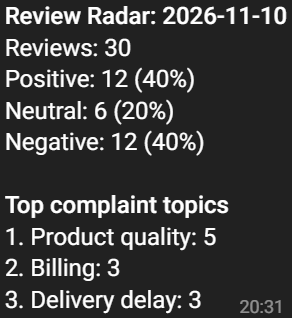 Review Radar: 2026-11-10
Reviews: 30
Positive: 12 (40%)
Neutral: 6 (20%)
Negative: 12 (40%)
Top complaint topics
1. Product quality: 5
2. Billing: 3
3. Delivery delay: 3
20:31